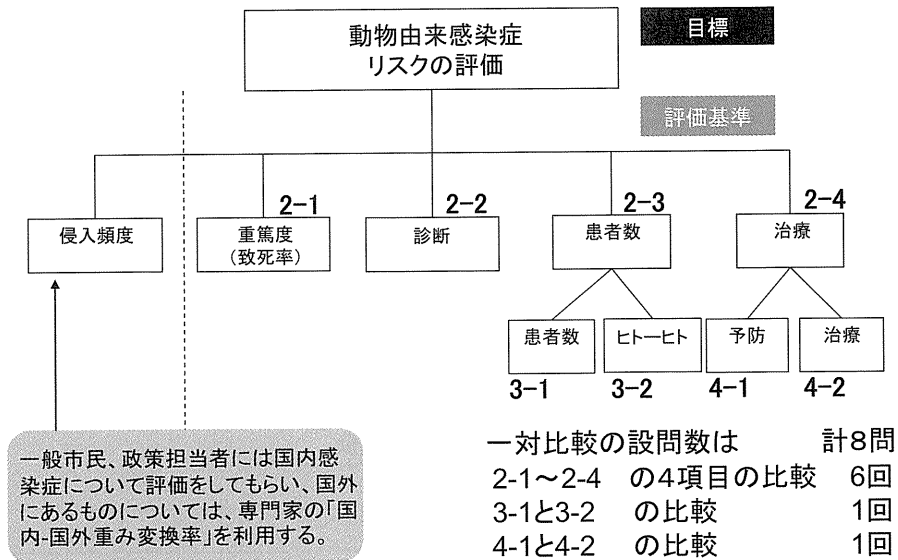 動物由来感染症
リスクの評価
目標
評価基準
侵入頻度
2-1
重篤度
(致死率)
2-2
診断
2-3
患者数
2-4
治療
患者数
3-1
ヒトーヒト
3-2
予防
4-1
治療
4-2
一般市民、政策担当者には国内感
染症について評価をしてもらい、国外
にあるものについては、専門家の「国
内-国外重み変換率」を利用する。
一対比較の設問数は 計8問
2-1～2-4 の4項目の比較 6回
3-1と3-2 の比較 1回
4-1と4-2 の比較 1回